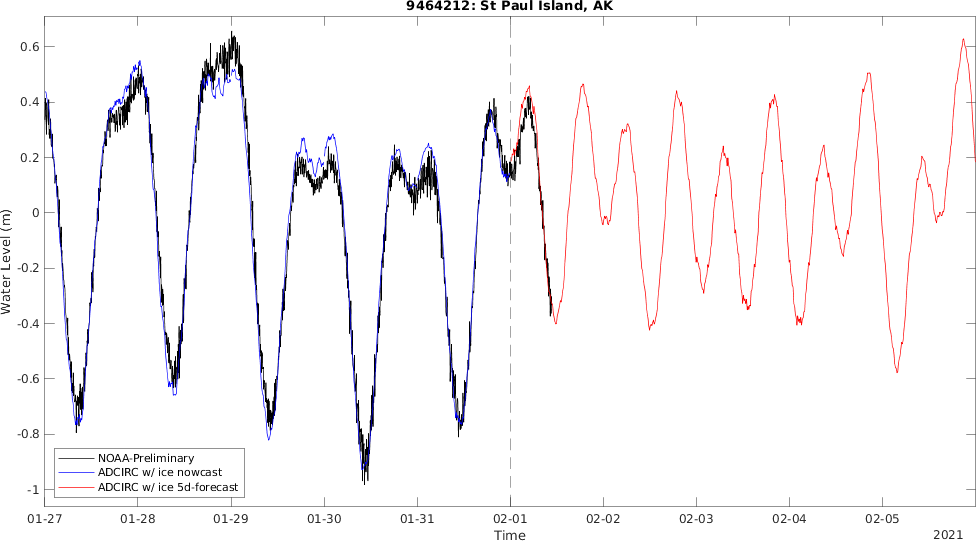 9464212: St Paul Island, AK
0.6
0.4
0.2
0
-0.2
-0.4
-0.6
-0.8
-1
Water Level (m)
NOAA-Preliminary
ADCIRC w/ ice nowcast
ADCIRC w/ ice 5d-forecast
01-27 01-28 01-29 01-30 01-31 02-01 02-02 02-03 02-04 02-05
Time
2021